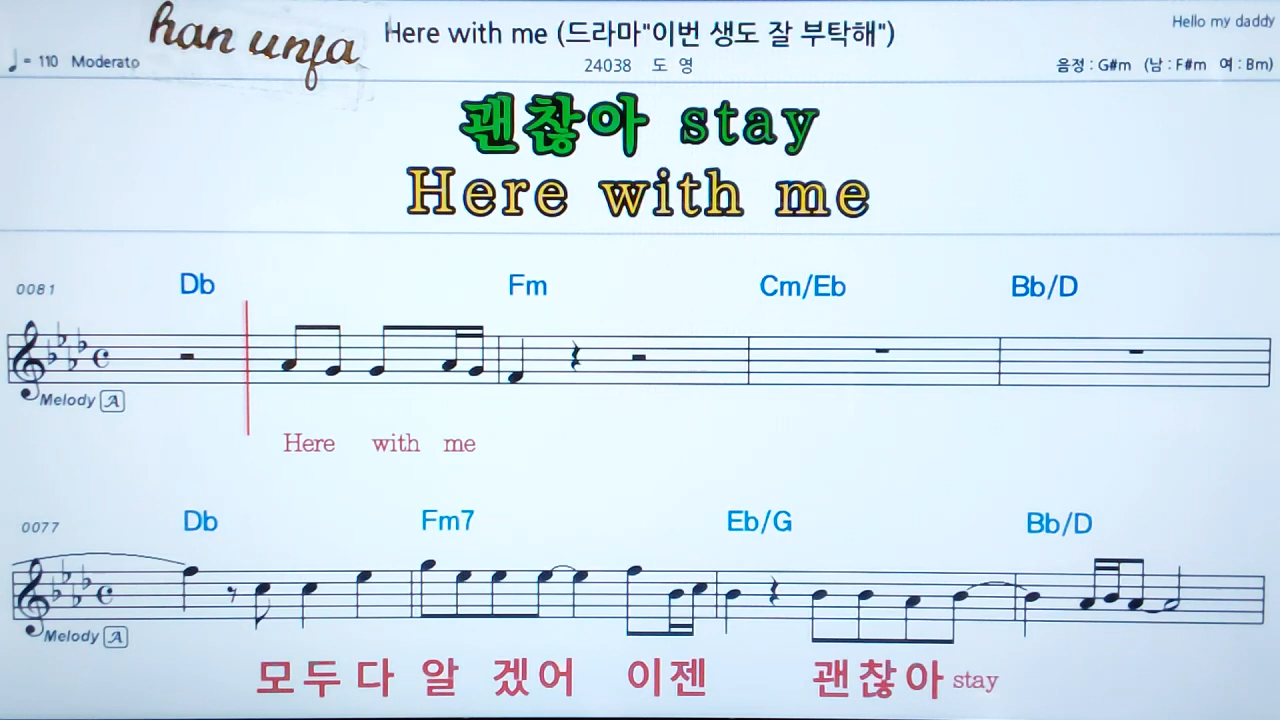 han unfa
Here with me (드라마"이번 생도 잘 부탁해")
Hello my daddy
♩= 110 Moderato
24038 도 영
음정 : G#m (남 : F#m 여 : Bm)
괜찮아 stay
Here with me
0081 Db Fm Cm/Eb Bb/D
Melody A
Here with me
0077 Db Fm7 Eb/G Bb/D
Melody A
모두 다 알 겠어 이젠 괜찮아 stay